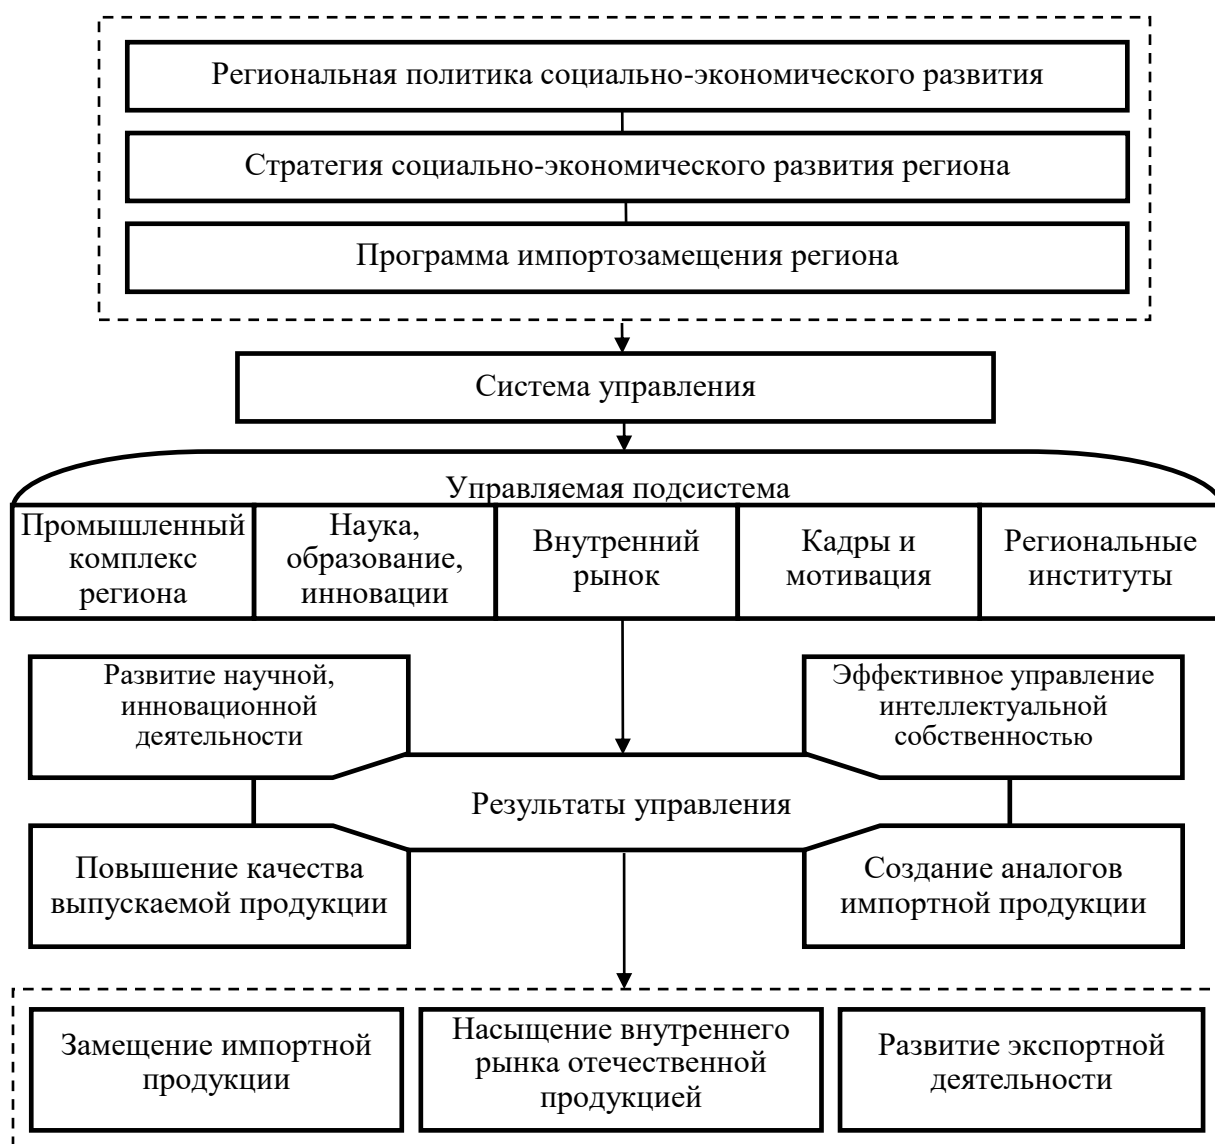 Региональная политика социально-экономического развития
Стратегия социально-экономического развития региона
Программа импортозамещения региона
Система управления
Управляемая подсистема
Промышленный
комплекс
региона
Наука,
образование,
инновации
Внутренний
рынок
Кадры и
мотивация
Региональные
институты
Развитие научной,
инновационной
деятельности
Эффективное управление
интеллектуальной
собственностью
Результаты управления
Повышение качества
выпускаемой продукции
Создание аналогов
импортной продукции
Замещение импортной
продукции
Насыщение внутреннего
рынка отечественной
продукцией
Развитие экспортной
деятельности